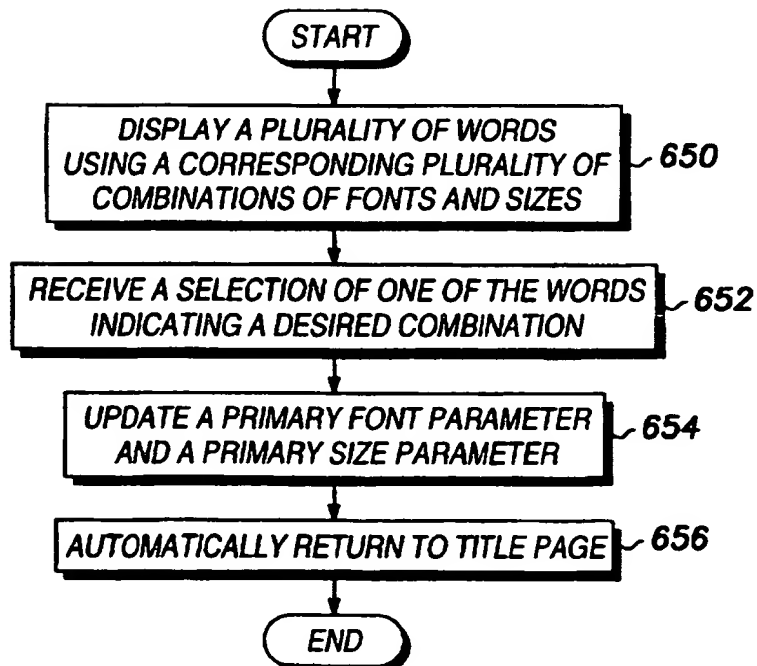 START
DISPLAY A PLURALITY OF WORDS
USING A CORRESPONDING PLURALITY OF
COMBINATIONS OF FONTS AND SIZES
650
RECEIVE A SELECTION OF ONE OF THE WORDS
INDICATING A DESIRED COMBINATION
652
UPDATE A PRIMARY FONT PARAMETER
AND A PRIMARY SIZE PARAMETER
654
AUTOMATICALLY RETURN TO TITLE PAGE
656
END